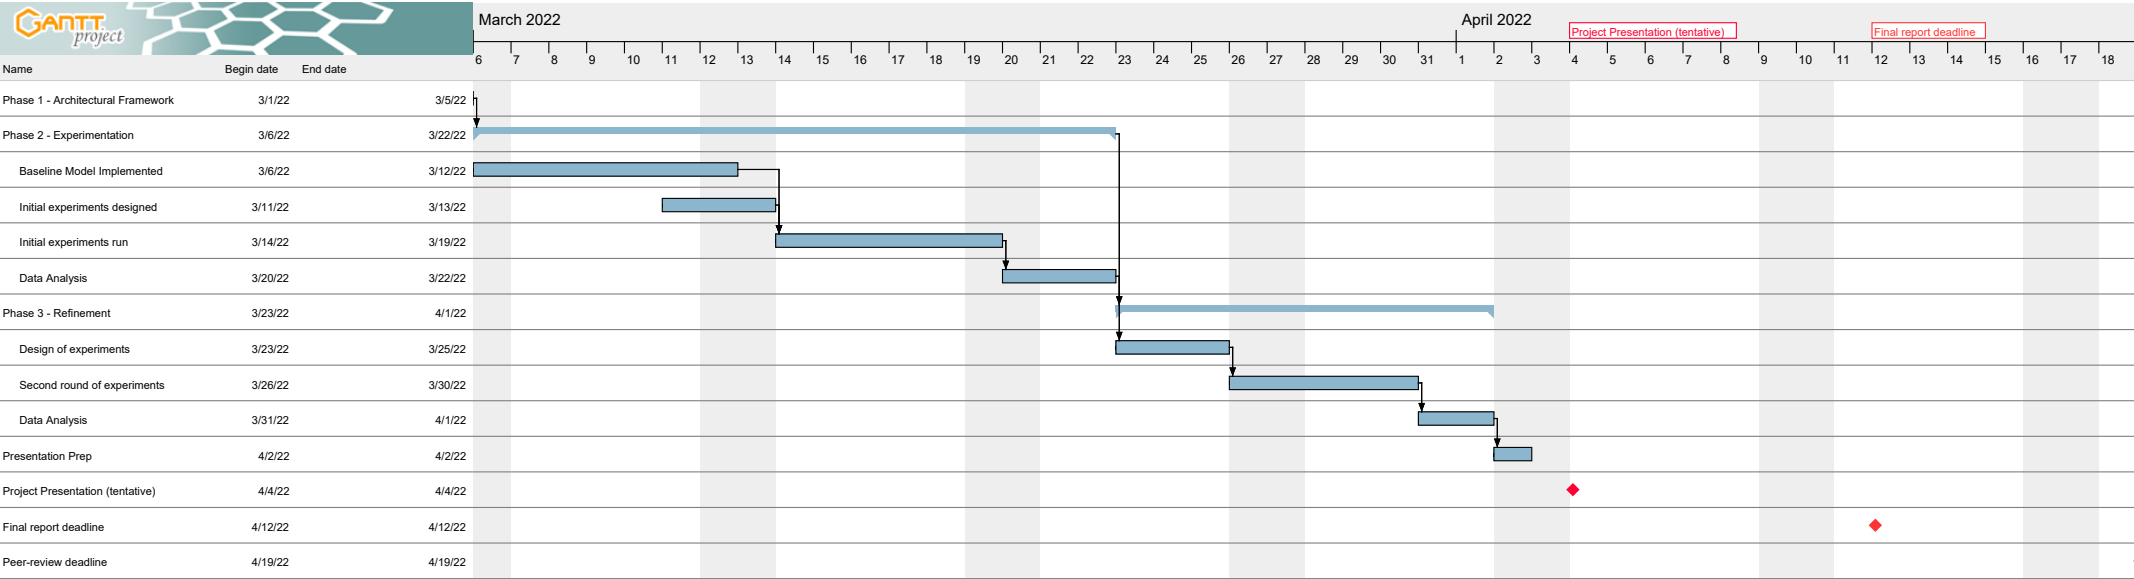 GANTT
project
March 2022
April 2022
Project Presentation (tentative)
Final report deadline
Name Begin date End date
6 7 8 9 10 11 12 13 14 15 16 17 18 19 20 21 22 23 24 25 26 27 28 29 30 31 1 2 3 4 5 6 7 8 9 10 11 12 13 14 15 16 17 18
Phase 1 - Architectural Framework 3/1/22 3/5/22
Phase 2 - Experimentation 3/6/22 3/22/22
Baseline Model Implemented 3/6/22 3/12/22
Initial experiments designed 3/11/22 3/13/22
Initial experiments run 3/14/22 3/19/22
Data Analysis 3/20/22 3/22/22
Phase 3 - Refinement 3/23/22 4/1/22
Design of experiments 3/23/22 3/25/22
Second round of experiments 3/26/22 3/30/22
Data Analysis 3/31/22 4/1/22
Presentation Prep 4/2/22 4/2/22
Project Presentation (tentative) 4/4/22 4/4/22
Final report deadline 4/12/22 4/12/22
Peer-review deadline 4/19/22 4/19/22